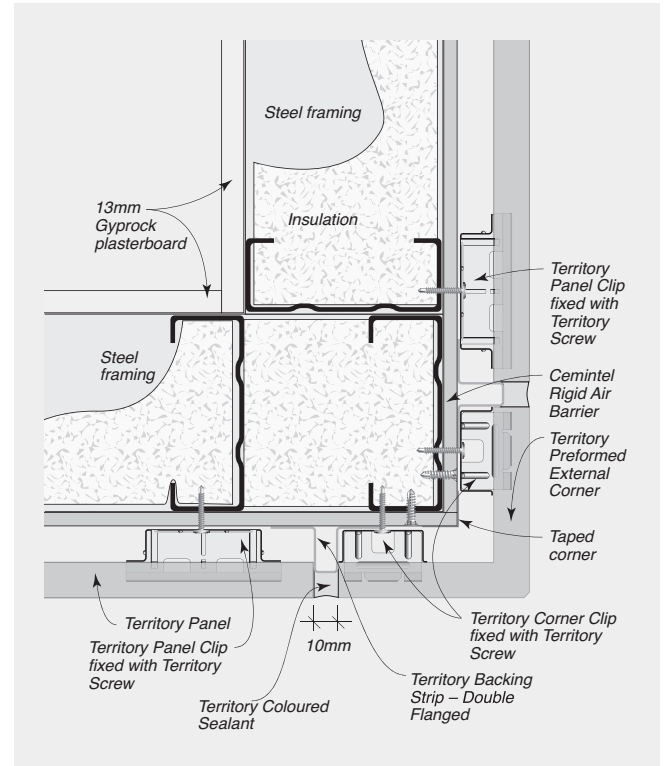 Steel framing
13mm
Gyprock
plasterboard
Insulation
Territory
Panel Clip
fixed with
Territory
Screw
Steel
framing
Cemintel
Rigid Air
Barrier
Territory
Preformed
External
Corner
Taped
corner
Territory Panel
Territory Panel Clip
fixed with Territory
Screw
10mm
Territory Corner Clip
fixed with Territory
Screw
Territory Coloured
Sealant
Territory Backing
Strip – Double
Flanged